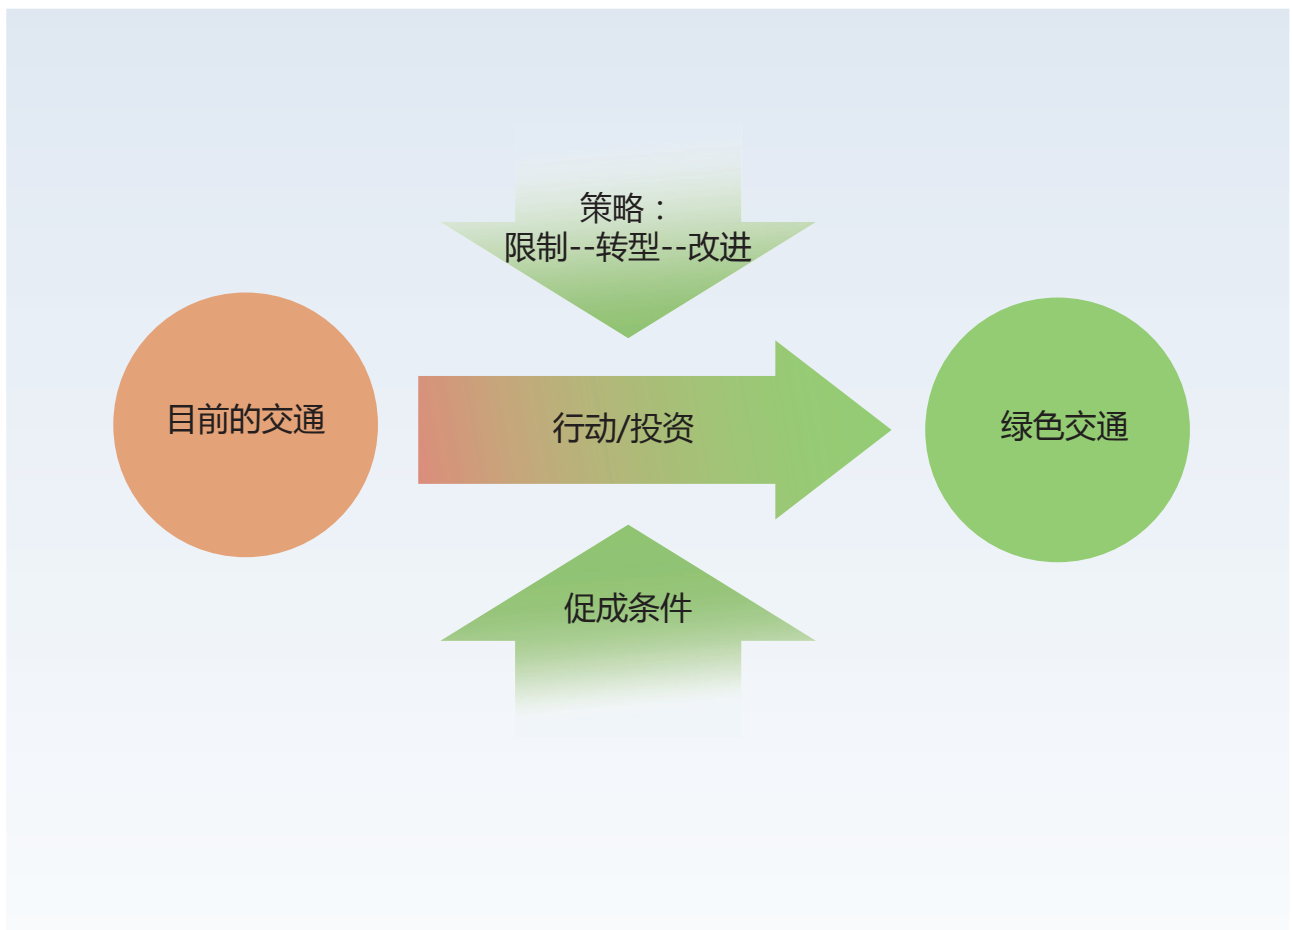 策略：
限制--转型--改进
目前的交通
行动/投资
绿色交通
促成条件